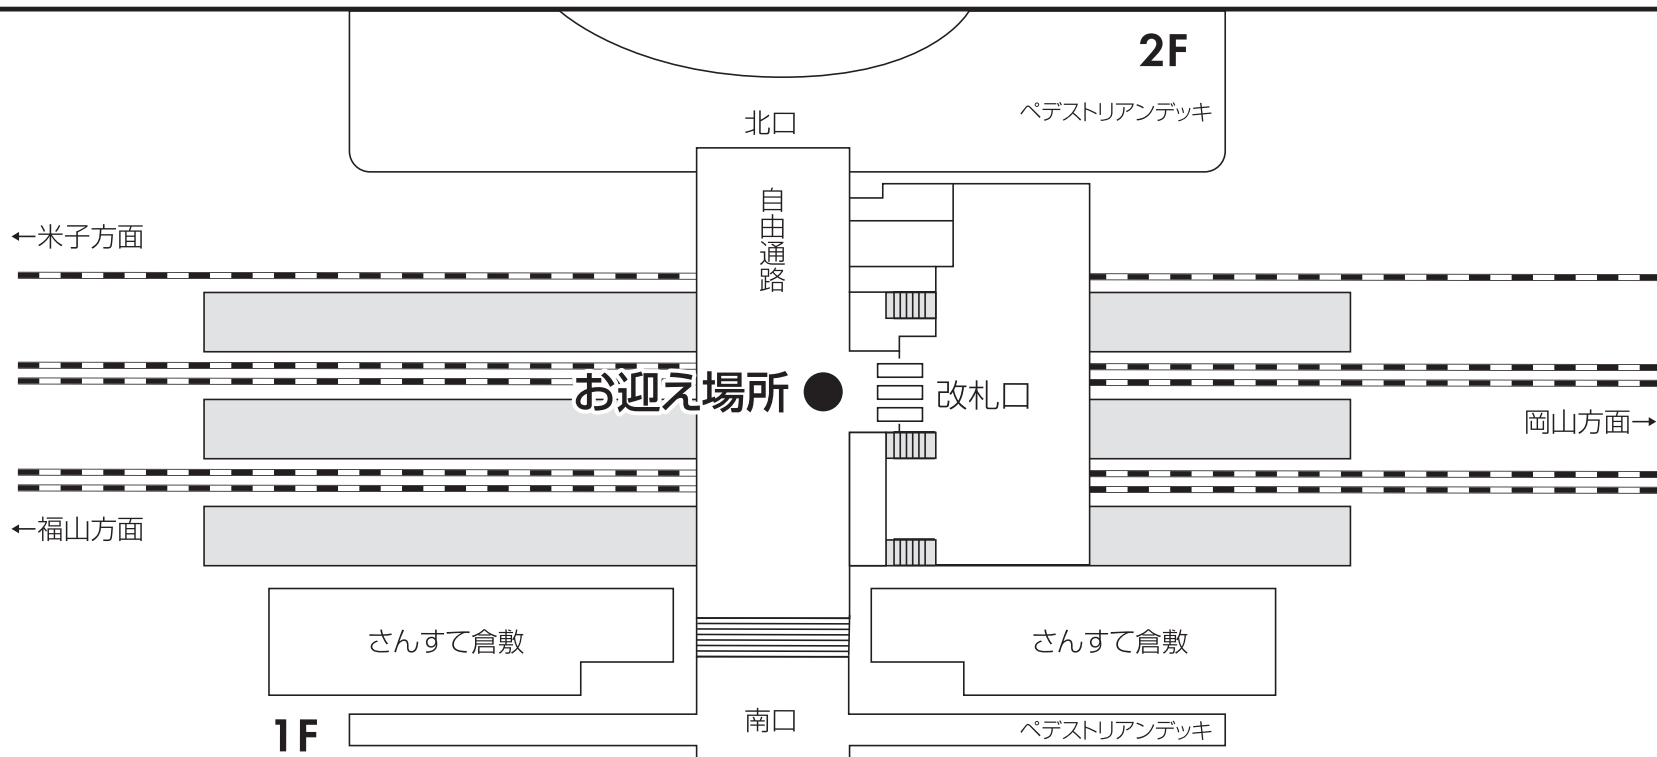 2F
ペデストリアンデッキ
北口
自由通路
←米子方面
お迎え場所
改札口
岡山方面→
←福山方面
さんすて倉敷
さんすて倉敷
1F
南口
ペデストリアンデッキ